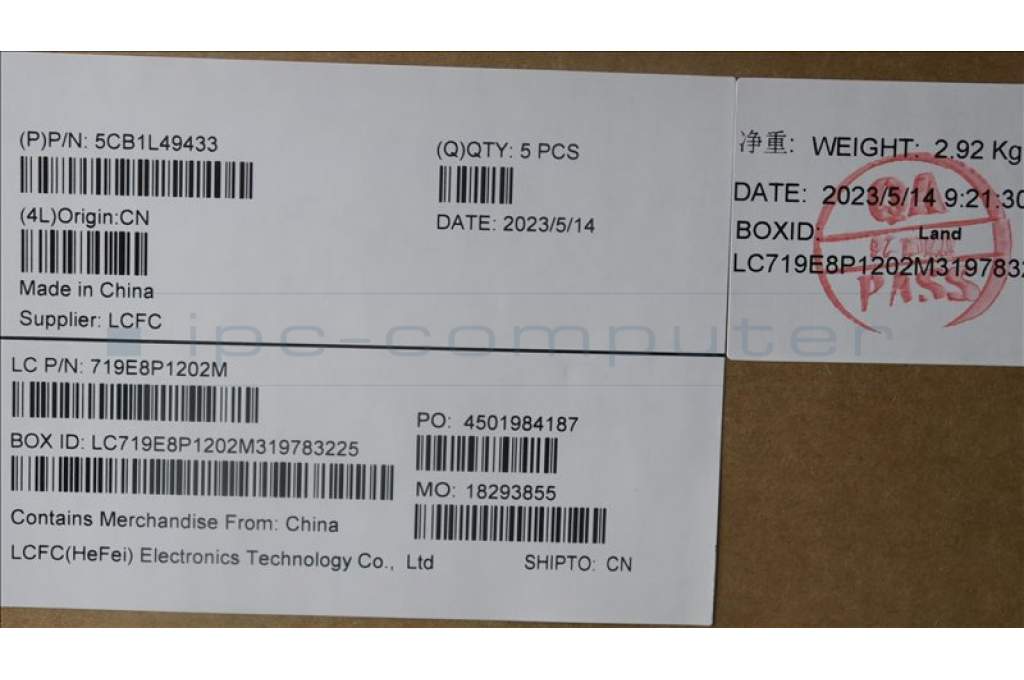 (P)P/N: 5CB1L49433
(4L)Origin:CN
Made in China
Supplier: LCFC
(Q)QTY: 5 PCS
DATE: 2023/5/14
LC P/N: 719E8P1202M
BOX ID: LC719E8P1202M319783225
Contains Merchandise From: China
LCFC(HeFei) Electronics Technology Co., Ltd
PO: 4501984187
MO: 18293855
SHIPTO: CN
净重: WEIGHT: 2.92 Kg
DATE: 2023/5/14 9:21:30
BOXID:
Land
LC719E8P1202M31978322
QA
PASS
ipc-computer